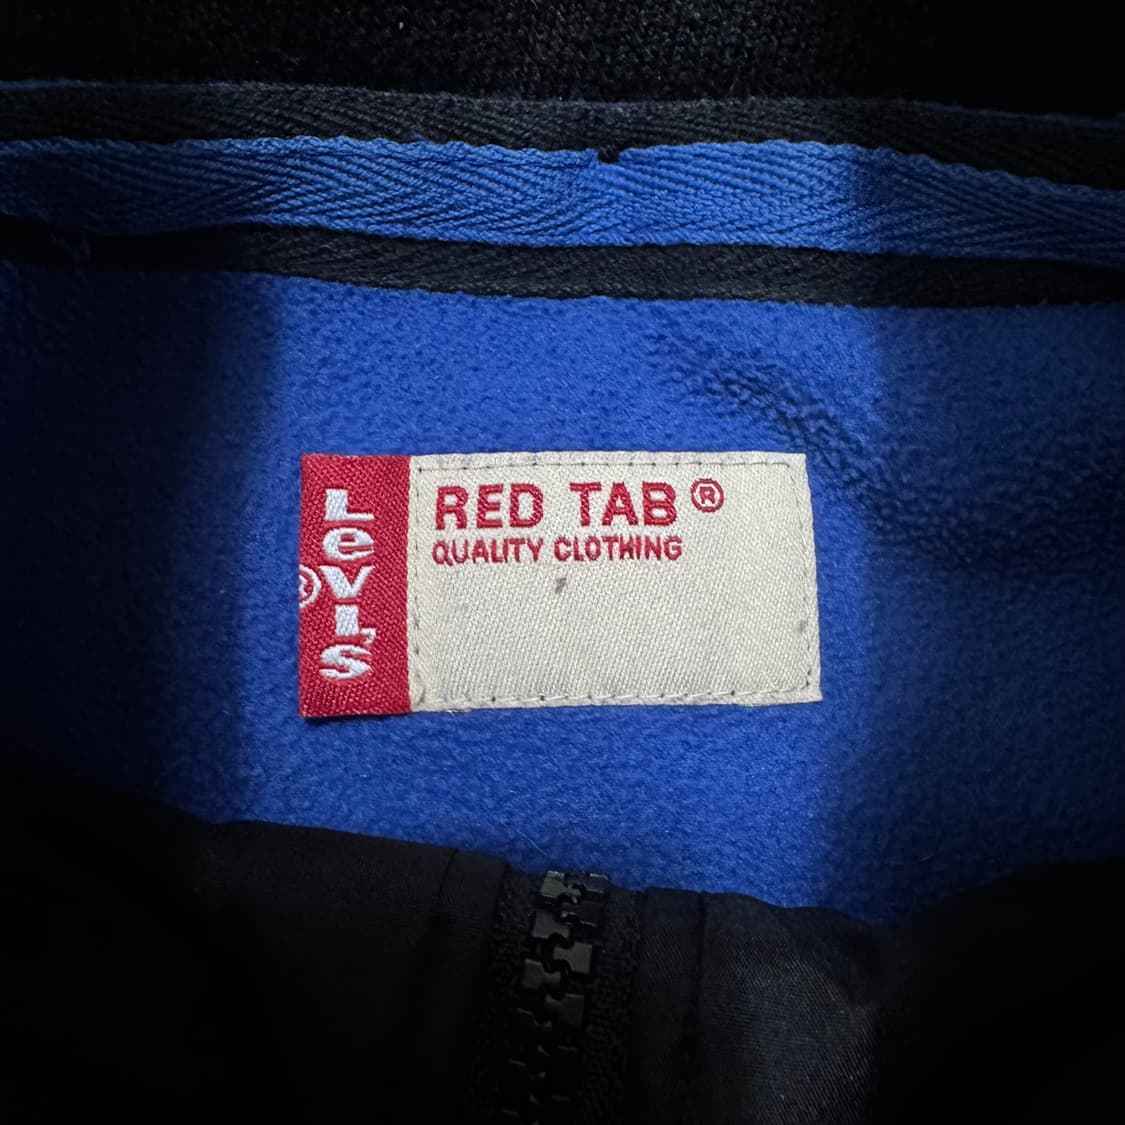 LeVI'S
®
RED TAB ®
QUALITY CLOTHING